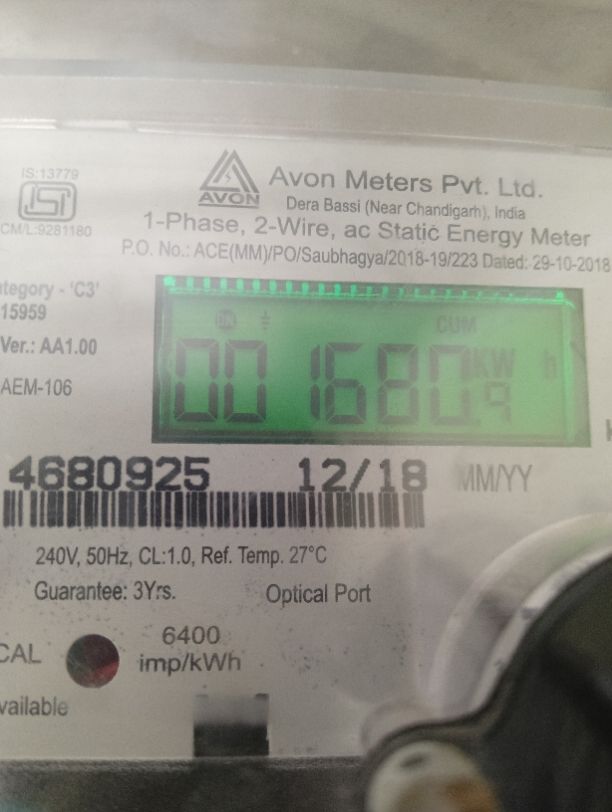 IS:13779
ISI
CM/L:9281180
AVON
Avon Meters Pvt. Ltd.
Dera Bassi (Near Chandigarh), India
1-Phase, 2-Wire, ac Static Energy Meter
P.O. No.: ACE(MM)/PO/Saubhagya/2018-19/223 Dated: 29-10-2018
tegory - 'C3'
15959
Ver.: AA1.00
AEM-106
CUM
001680.9 KW h
4680925 12/18 MM/YY
240V, 50Hz, CL:1.0, Ref. Temp. 27°C
Guarantee: 3Yrs. Optical Port
CAL
6400
imp/kWh
vailable